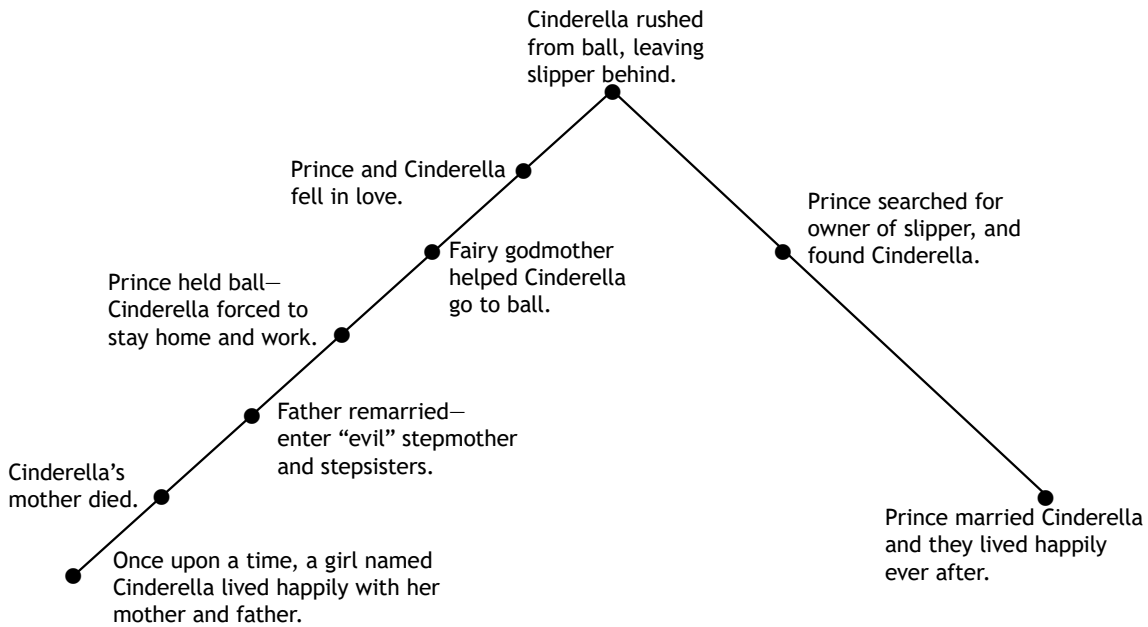 Cinderella rushed
from ball, leaving
slipper behind.
Prince and Cinderella
fell in love.
Prince searched for
owner of slipper, and
found Cinderella.
Fairy godmother
helped Cinderella
go to ball.
Prince held ball—
Cinderella forced to
stay home and work.
Father remarried—
enter “evil” stepmother
and stepsisters.
Cinderella’s
mother died.
Prince married Cinderella
and they lived happily
ever after.
Once upon a time, a girl named
Cinderella lived happily with her
mother and father.